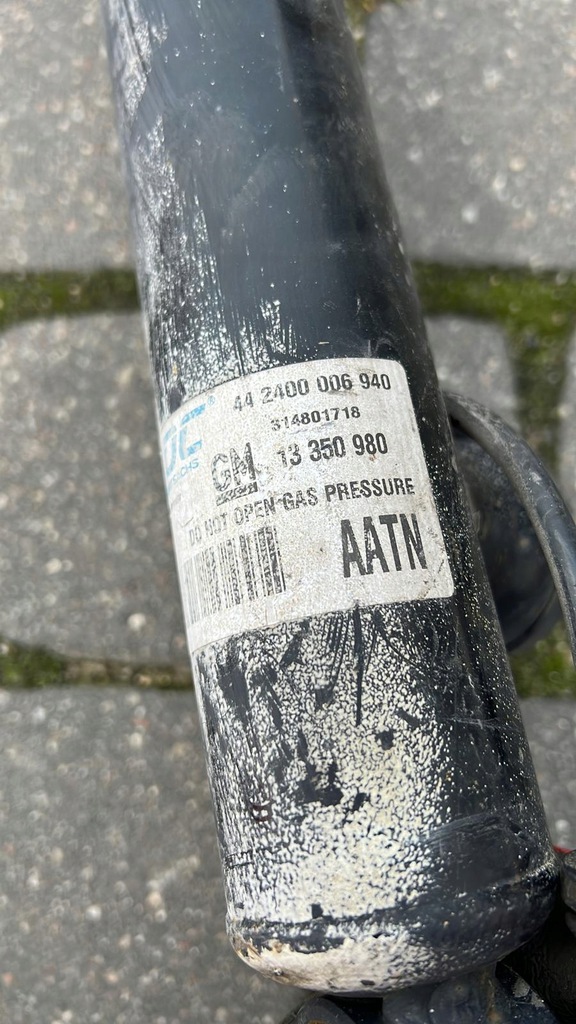 44 2400 006 940
314801718
GM 13 350 980
DO NOT OPEN GAS PRESSURE
AATN